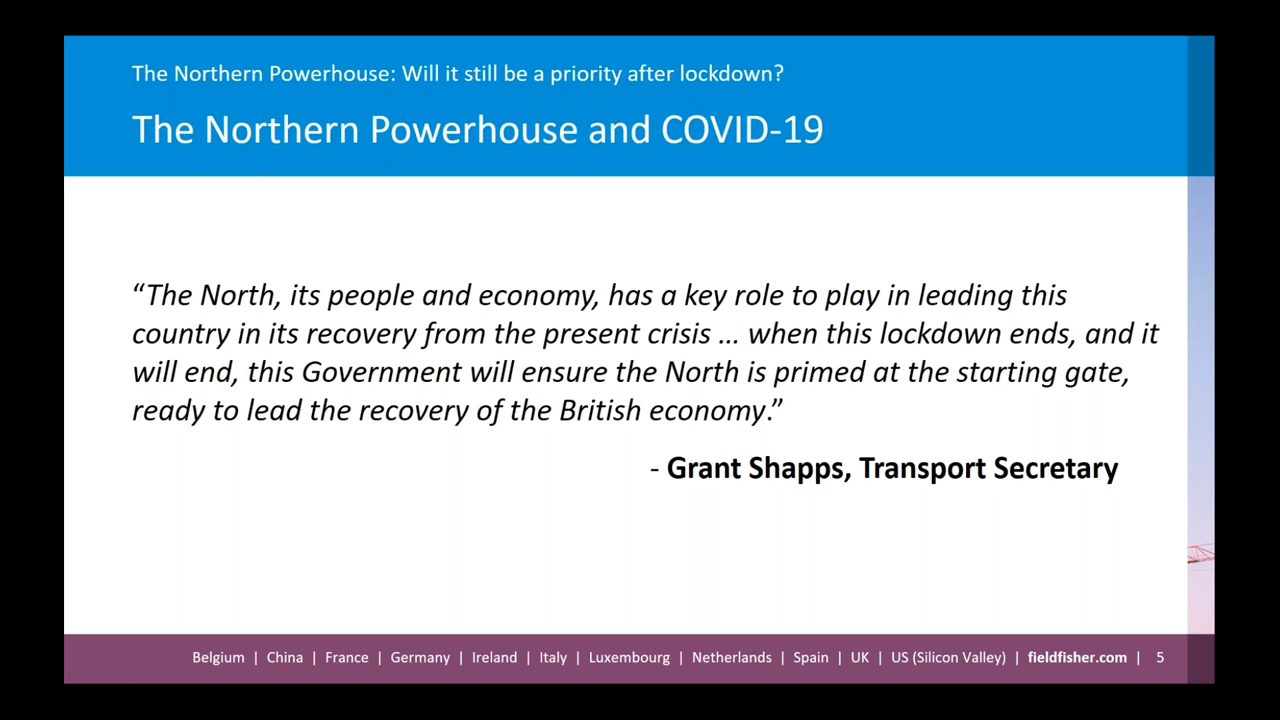 The Northern Powerhouse: Will it still be a priority after lockdown?
The Northern Powerhouse and COVID-19
“The North, its people and economy, has a key role to play in leading this
country in its recovery from the present crisis … when this lockdown ends, and it
will end, this Government will ensure the North is primed at the starting gate,
ready to lead the recovery of the British economy.”
- Grant Shapps, Transport Secretary
Belgium | China | France | Germany | Ireland | Italy | Luxembourg | Netherlands | Spain | UK | US (Silicon Valley) | fieldfisher.com | 5